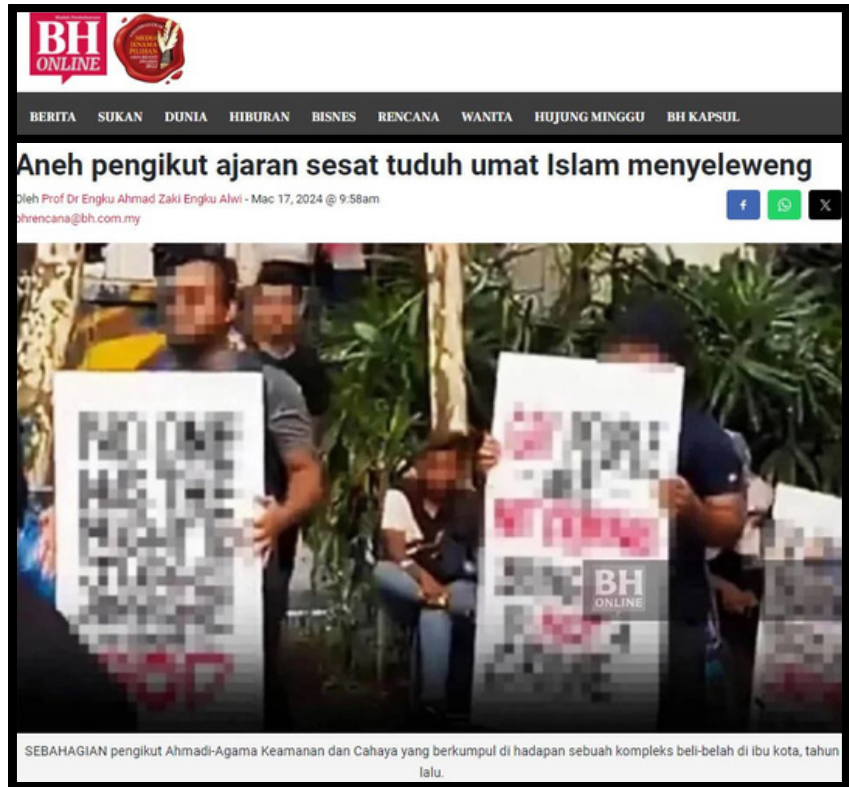 BH
ONLINE
BERITA SUKAN DUNIA HIBURAN BISNES RENCANA WANITA HUJUNG MINGGU BH KAPSUL
Aneh pengikut ajaran sesat tuduh umat Islam menyeleweng
Oleh Prof Dr Engku Ahmad Zaki Engku Alwi - Mac 17, 2024 @ 9:58am
bhrencana@bh.com.my
NO ONE
BH
ONLINE
SEBAHAGIAN pengikut Ahmadi-Agama Keamanan dan Cahaya yang berkumpul di hadapan sebuah kompleks beli-belah di ibu kota, tahun
lalu.